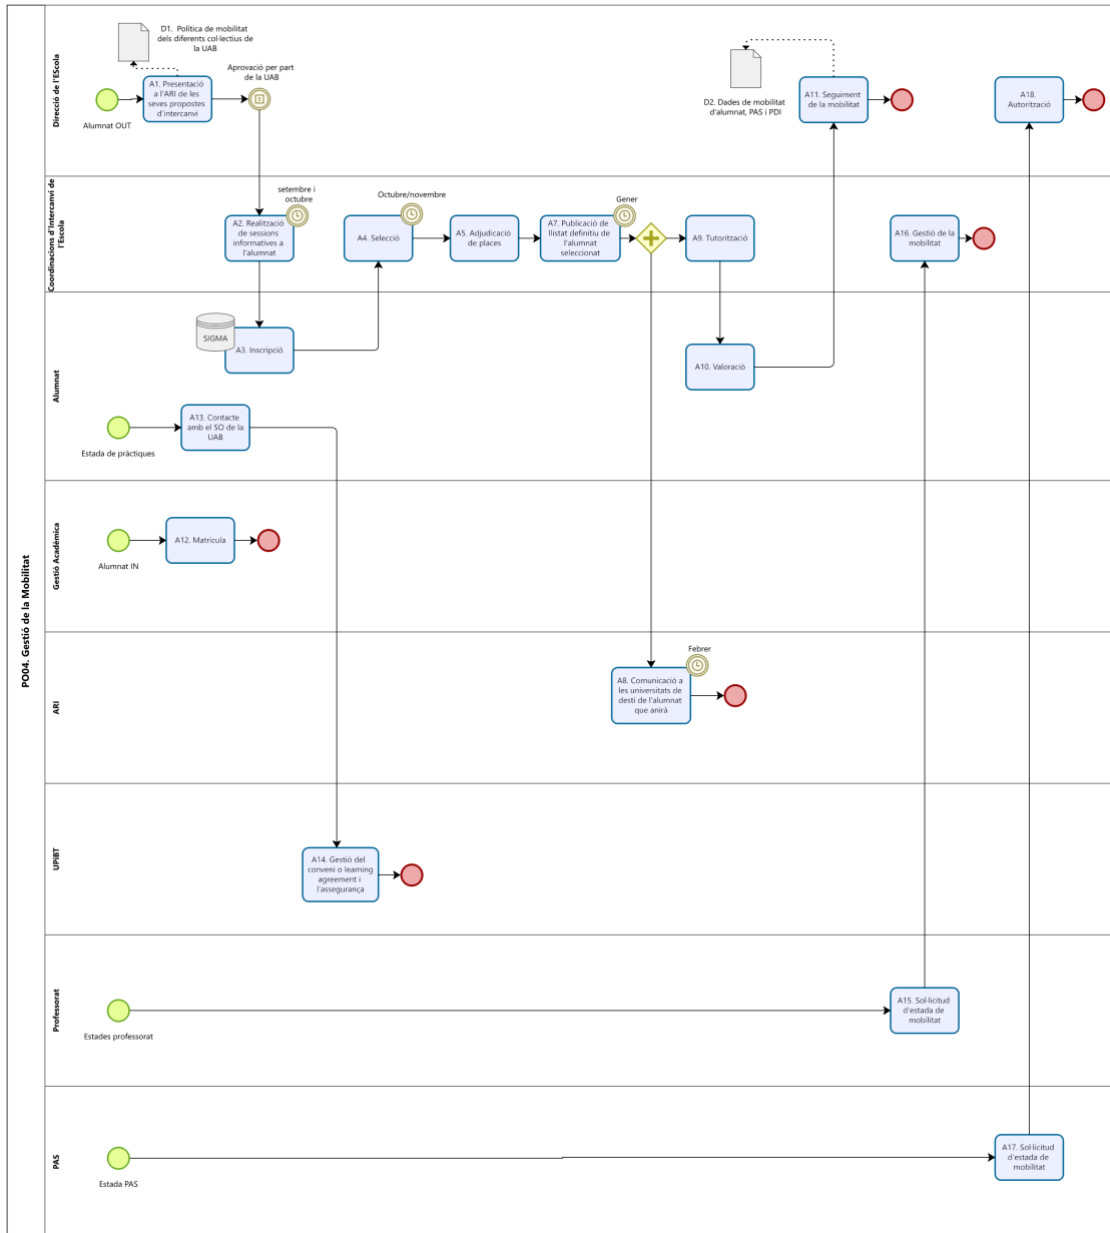 PO04. Gestió de la Mobilitat
Direcció de l'EScola
D1. Política de mobilitat
dels diferents col·lectius de
la UAB
Alumnat OUT
A1. Presentació
a l'ARI de les
seves propostes
d'intercanvi
Aprovació per part
de la UAB
D2. Dades de mobilitat
d'alumnat, PAS i PDI
A11. Seguiment
de la mobilitat
A18.
Autorització
Coordinacions d'Intercanvi de
l'Escola
setembre i
octubre
A2. Realització
de sessions
informatives a
l'alumnat
Octubre/novembre
A4. Selecció
A5. Adjudicació
de places
Gener
A7. Publicació de
llistat definitiu de
l'alumnat
seleccionat
A9. Tutorització
A16. Gestió de la
mobilitat
Alumnat
SIGMA
A3. Inscripció
A10. Valoració
Estada de pràctiques
A13. Contacte
amb el SO de la
UAB
Gestió Acadèmica
Alumnat IN
A12. Matrícula
ARI
Febrer
A8. Comunicació a
les universitats de
destí de l'alumnat
que anirà
UPiBT
A14. Gestió del
conveni o learning
agreement i
l'assegurança
Professorat
Estades professorat
A15. Sol·licitud
d'estada de
mobilitat
PAS
Estada PAS
A17. Sol·licitud
d'estada de
mobilitat